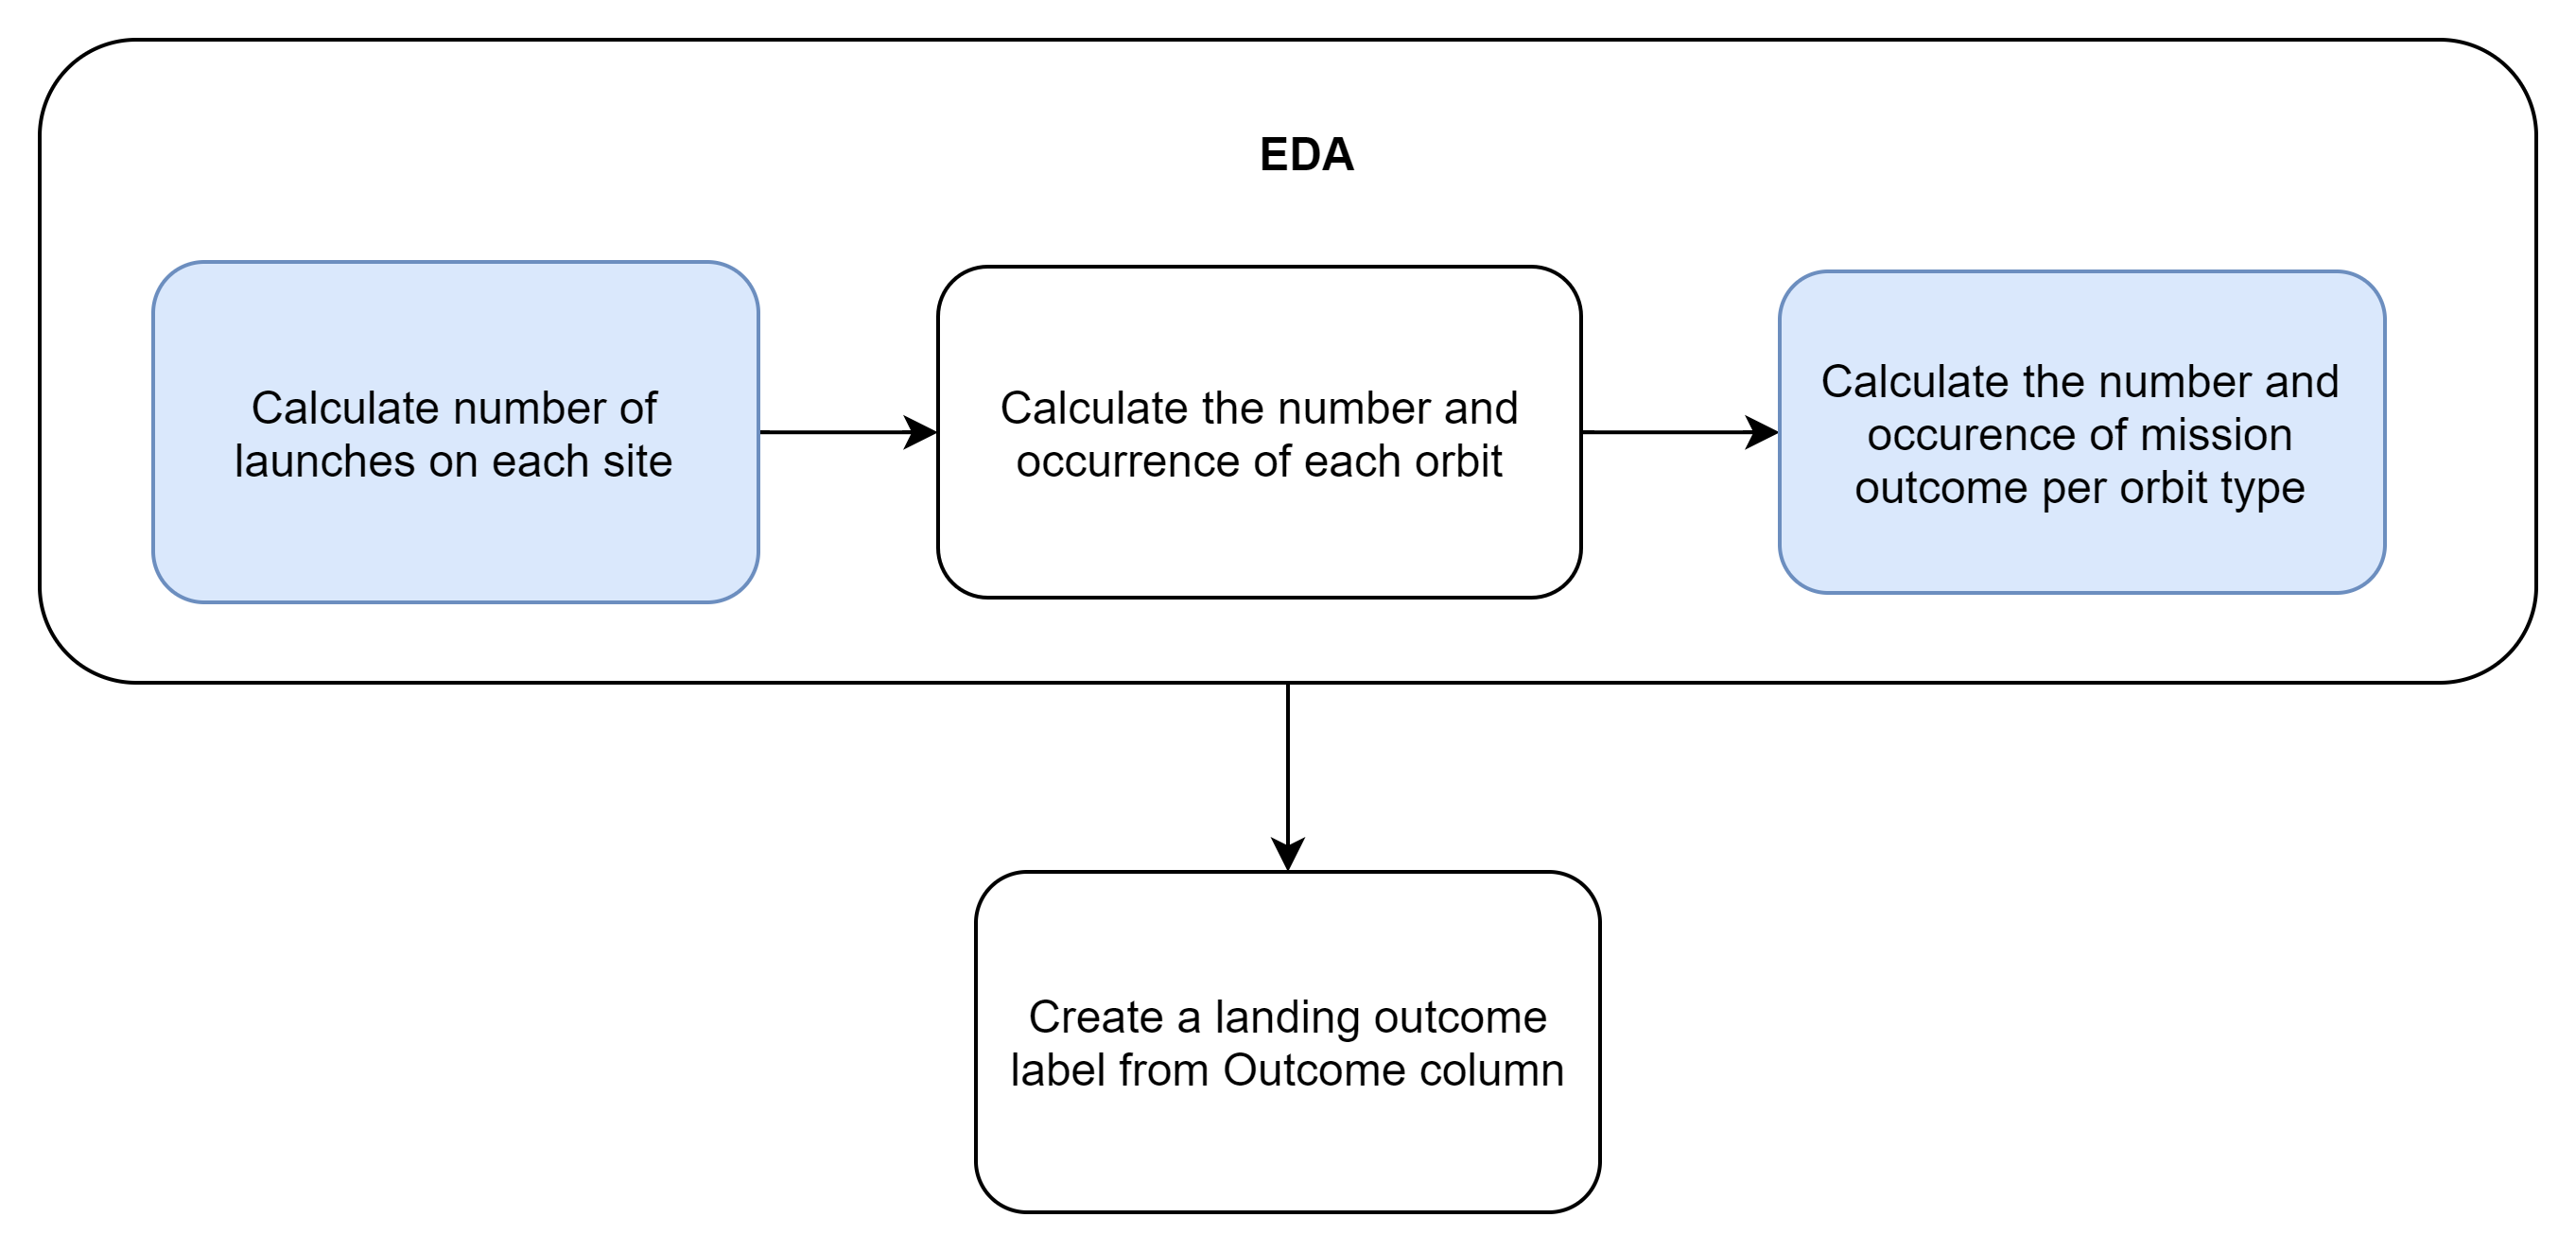 EDA
Calculate number of
launches on each site
Calculate the number and
occurrence of each orbit
Calculate the number and
occurence of mission
outcome per orbit type
Create a landing outcome
label from Outcome column